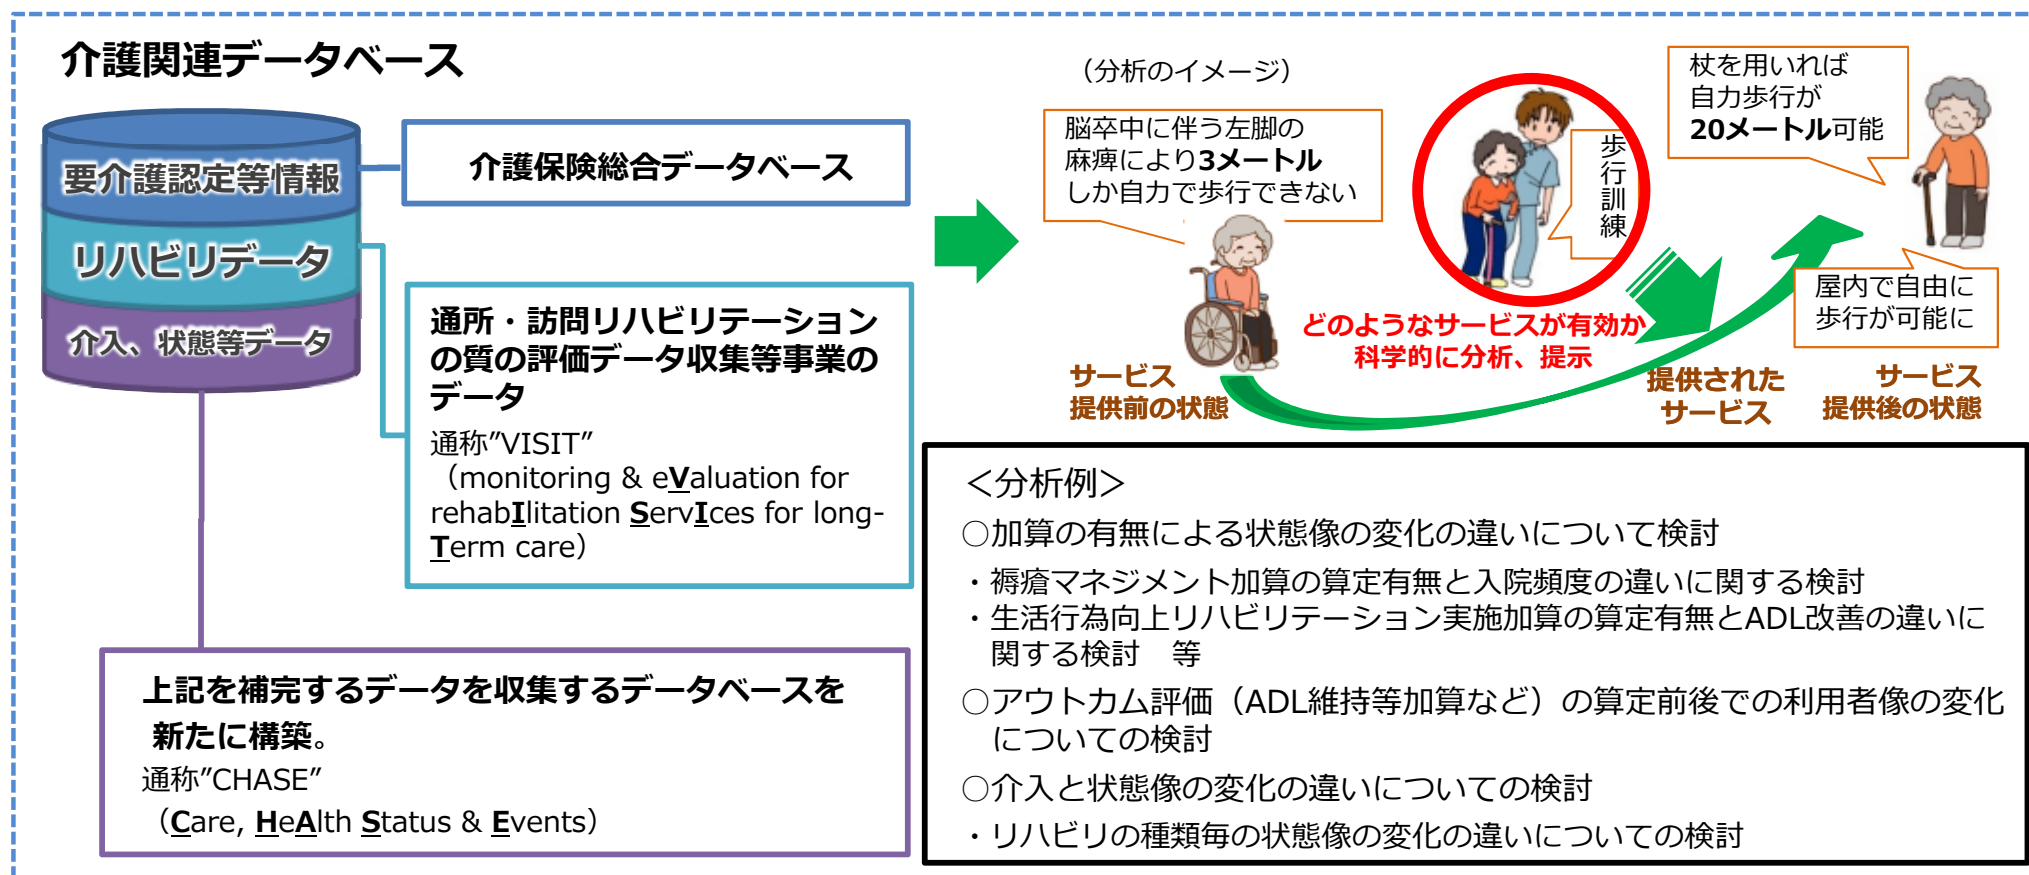 介護関連データベース
要介護認定等情報
リハビリデータ
介入、状態等データ
介護保険総合データベース
通所・訪問リハビリテーション
の質の評価データ収集等事業の
データ
通称”VISIT”
（monitoring & eValuation for
rehabIlitation ServIces for long-
Term care）
上記を補完するデータを収集するデータベースを
新たに構築。
通称”CHASE”
（Care, HeAlth Status & Events）
（分析のイメージ）
脳卒中に伴う左脚の
麻痺により3メートル
しか自力で歩行できない
サービス
提供前の状態
歩行訓練
どのようなサービスが有効か
科学的に分析、提示
提供された
サービス
杖を用いれば
自力歩行が
20メートル可能
屋内で自由に
歩行が可能に
サービス
提供後の状態
＜分析例＞
○加算の有無による状態像の変化の違いについて検討
・褥瘡マネジメント加算の算定有無と入院頻度の違いに関する検討
・生活行為向上リハビリテーション実施加算の算定有無とADL改善の違いに
関する検討　等
○アウトカム評価（ADL維持等加算など）の算定前後での利用者像の変化
についての検討
○介入と状態像の変化の違いについての検討
・リハビリの種類毎の状態像の変化の違いについての検討